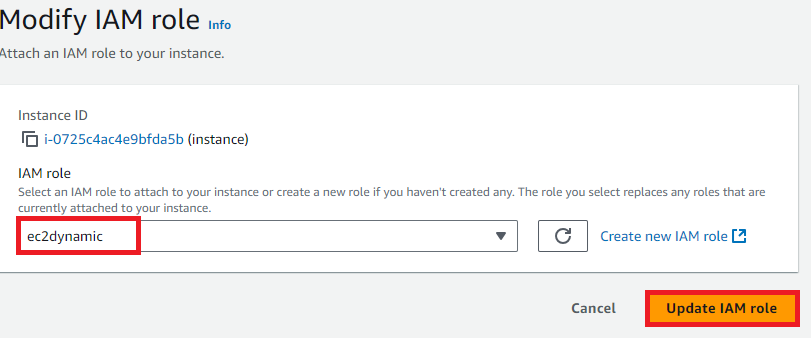 Modify IAM role Info
Attach an IAM role to your instance.
Instance ID
i-0725c4ac4e9bfda5b (instance)
IAM role
Select an IAM role to attach to your instance or create a new role if you haven't created any. The role you select replaces any roles that are
currently attached to your instance.
ec2dynamic
Create new IAM role
Cancel
Update IAM role